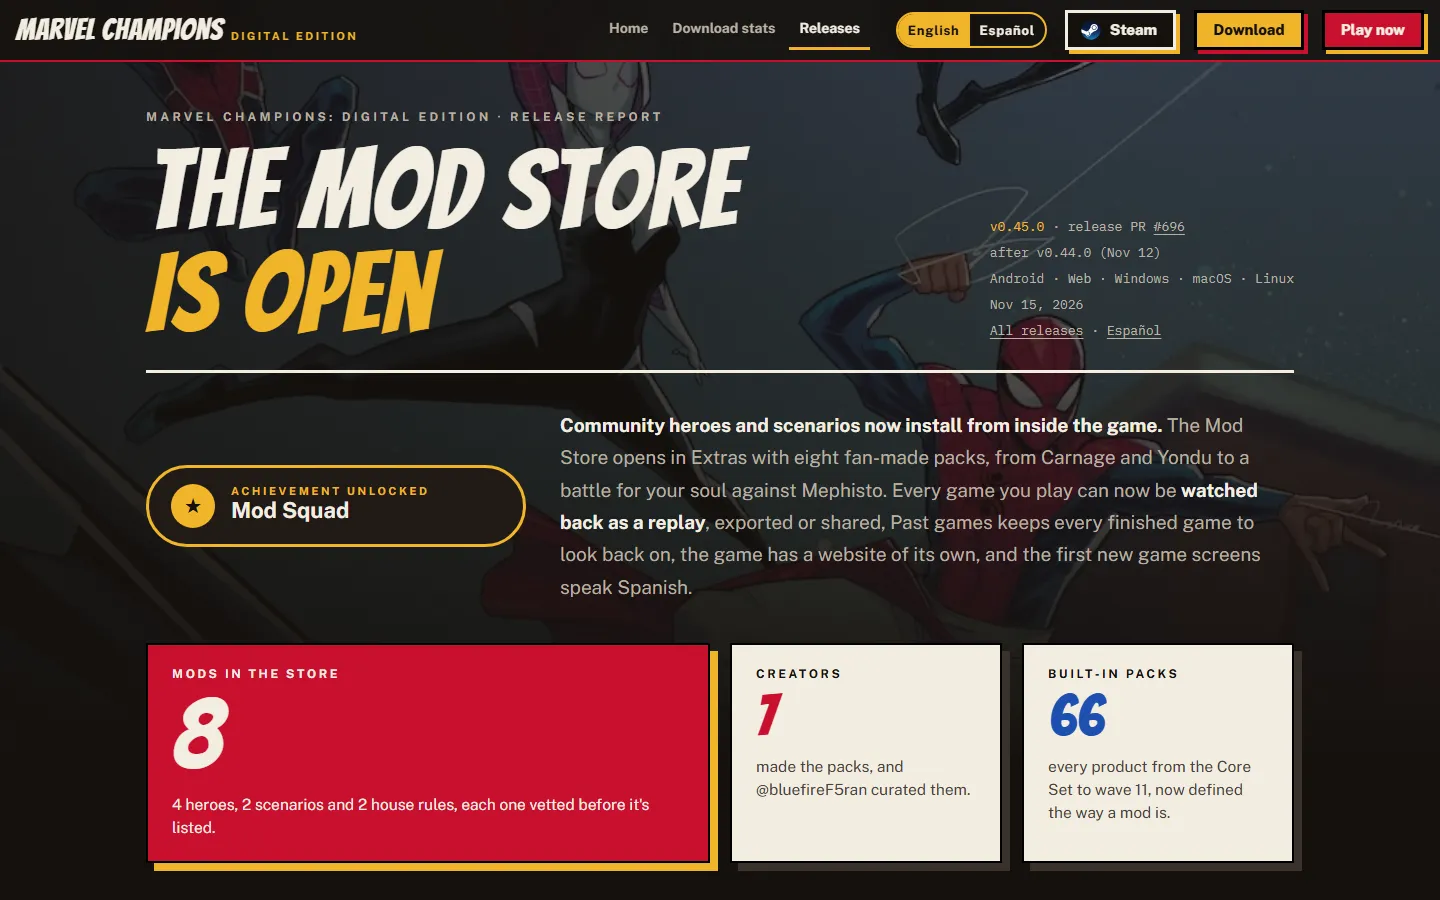 MARVEL CHAMPIONS DIGITAL EDITION
Home Download stats Releases English Español Steam Download Play now
MARVEL CHAMPIONS: DIGITAL EDITION · RELEASE REPORT
THE MOD STORE
IS OPEN
v0.45.0 · release PR #696
after v0.44.0 (Nov 12)
Android · Web · Windows · macOS · Linux
Nov 15, 2026
All releases · Español
ACHIEVEMENT UNLOCKED
Mod Squad
Community heroes and scenarios now install from inside the game. The Mod
Store opens in Extras with eight fan-made packs, from Carnage and Yondu to a
battle for your soul against Mephisto. Every game you play can now be watched
back as a replay, exported or shared, Past games keeps every finished game to
look back on, the game has a website of its own, and the first new game screens
speak Spanish.
MODS IN THE STORE
8
4 heroes, 2 scenarios and 2 house rules, each one vetted before it's
listed.
CREATORS
7
made the packs, and
@bluefireF5ran curated them.
BUILT-IN PACKS
66
every product from the Core
Set to wave 11, now defined
the way a mod is.